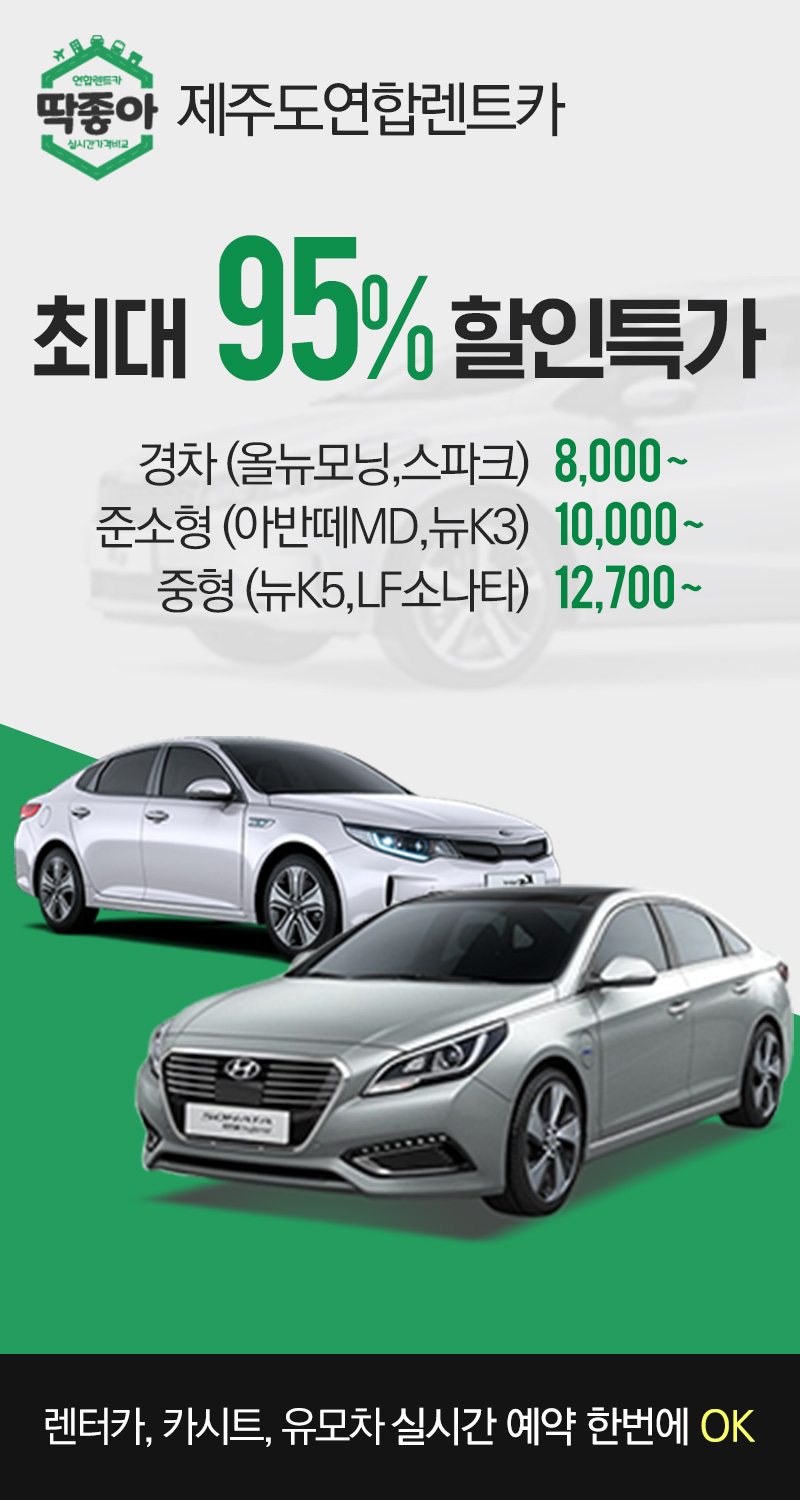 연합렌트카
딱좋아
실시간가격비교
제주도연합렌트카
최대 95% 할인특가
경차 (올뉴모닝,스파크) 8,000~
준소형 (아반떼MD,뉴K3) 10,000~
중형 (뉴K5,LF소나타) 12,700~
SONATA
렌터카, 카시트, 유모차 실시간 예약 한번에 OK